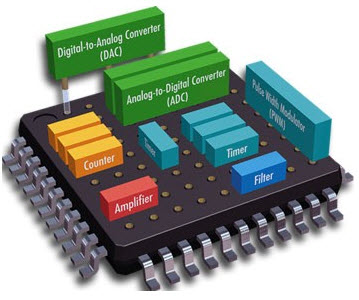 Digital-to-Analog Converter
(DAC)
Analog-to-Digital Converter
(ADC)
Pulse Width Modulator
(PWM)
Counter
Timer
Amplifier
Filter